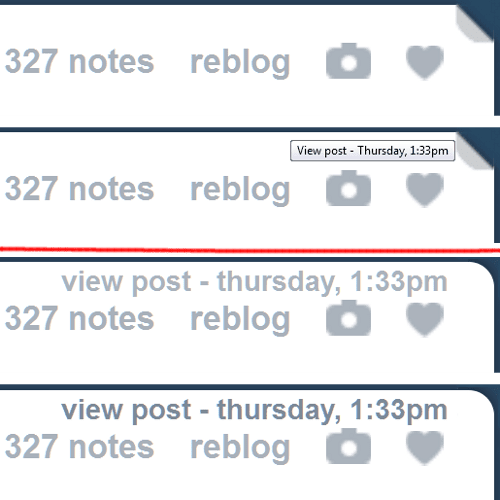 327 notes reblog
View post - Thursday, 1:33pm
327 notes reblog
view post - thursday, 1:33pm
327 notes reblog
view post - thursday, 1:33pm
327 notes reblog